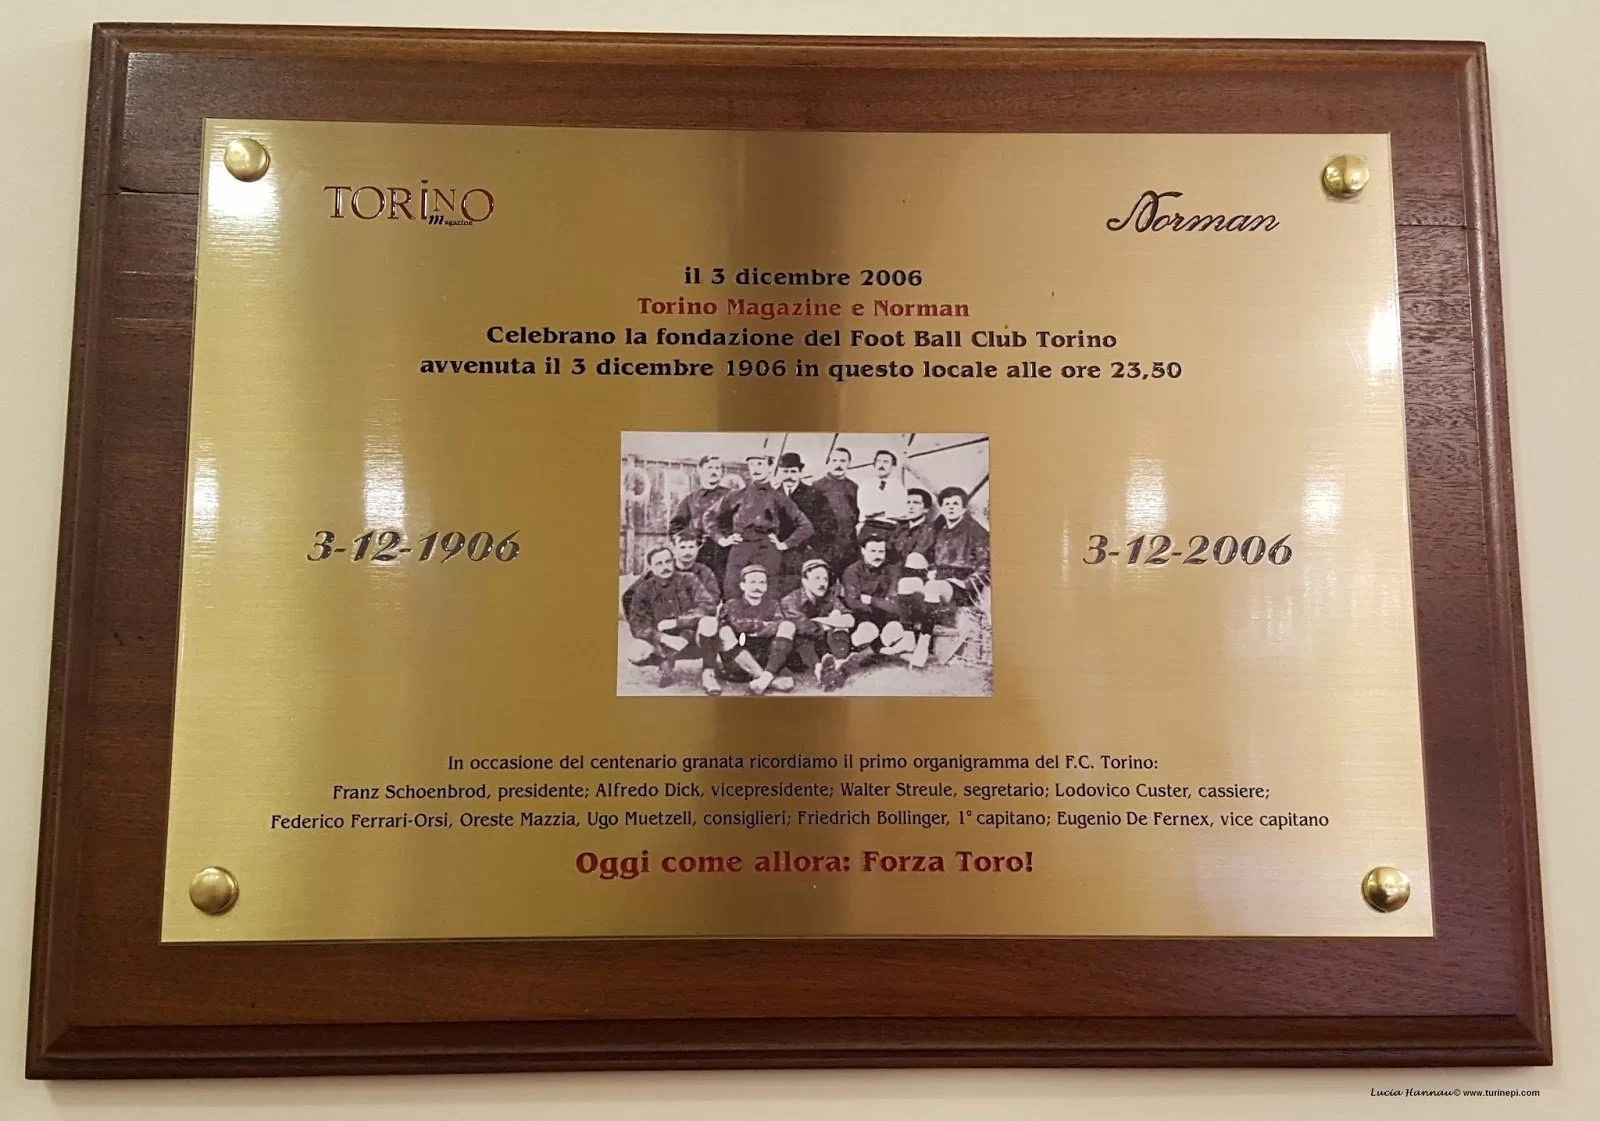 TORiNO
magazine
Norman
il 3 dicembre 2006
Torino Magazine e Norman
Celebrano la fondazione del Foot Ball Club Torino
avvenuta il 3 dicembre 1906 in questo locale alle ore 23,50
3-12-1906
3-12-2006
In occasione del centenario granata ricordiamo il primo organigramma del F.C. Torino:
Franz Schoenbrod, presidente; Alfredo Dick, vicepresidente; Walter Streule, segretario; Lodovico Custer, cassiere;
Federico Ferrari-Orsi, Oreste Mazzia, Ugo Muetzell, consiglieri; Friedrich Bollinger, 1° capitano; Eugenio De Fernex, vice capitano
Oggi come allora: Forza Toro!
Lucia Hannau© www.turinepi.com